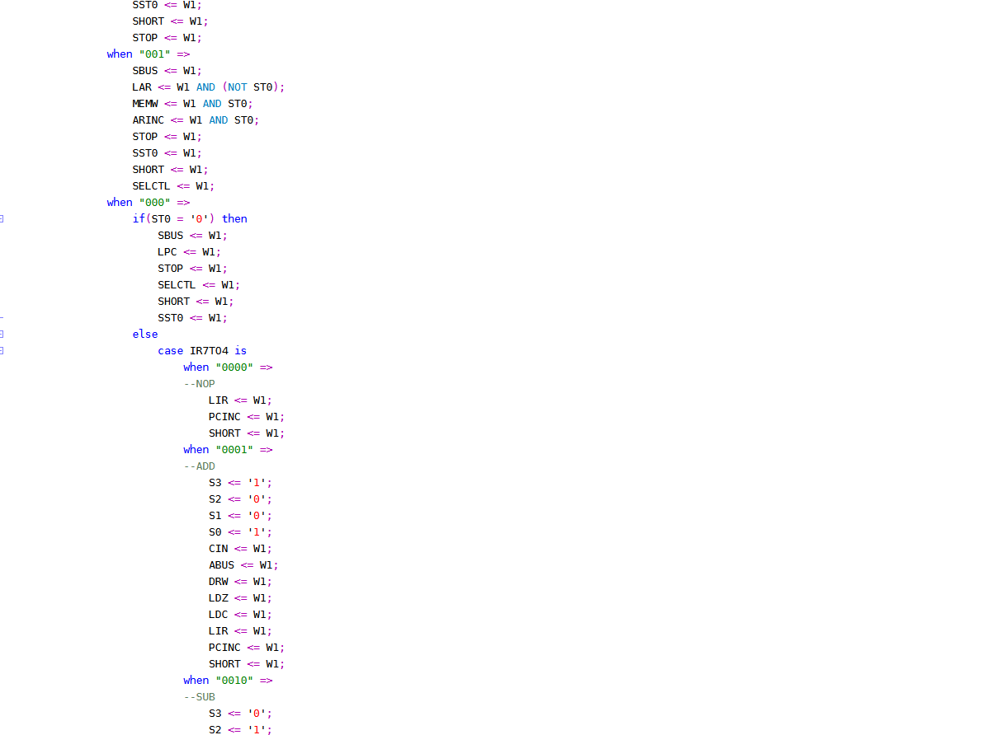 SST0 <= W1;
SHORT <= W1;
STOP <= W1;
when "001" =>
SBUS <= W1;
LAR <= W1 AND (NOT ST0);
MEMW <= W1 AND ST0;
ARINC <= W1 AND ST0;
STOP <= W1;
SST0 <= W1;
SHORT <= W1;
SELCTL <= W1;
when "000" =>
if(ST0 = '0') then
SBUS <= W1;
LPC <= W1;
STOP <= W1;
SELCTL <= W1;
SHORT <= W1;
SST0 <= W1;
else
case IR7TO4 is
when "0000" =>
--NOP
LIR <= W1;
PCINC <= W1;
SHORT <= W1;
when "0001" =>
--ADD
S3 <= '1';
S2 <= '0';
S1 <= '0';
S0 <= '1';
CIN <= W1;
ABUS <= W1;
DRW <= W1;
LDZ <= W1;
LDC <= W1;
LIR <= W1;
PCINC <= W1;
SHORT <= W1;
when "0010" =>
--SUB
S3 <= '0';
S2 <= '1';